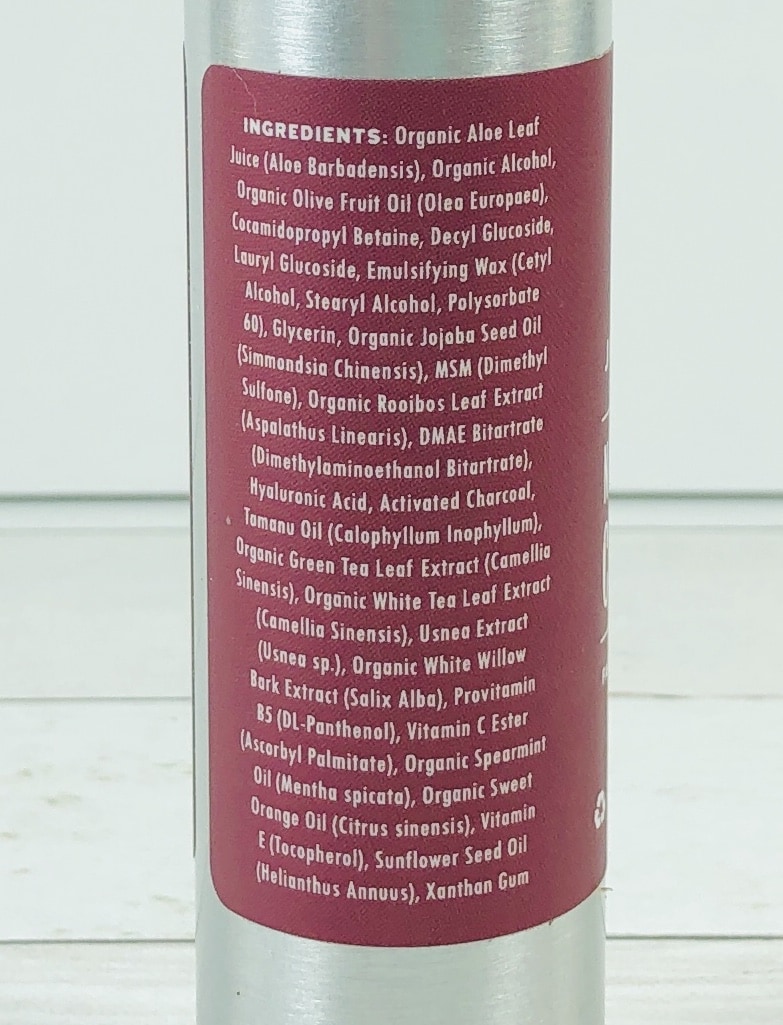 INGREDIENTS: Organic Aloe Leaf
Juice (Aloe Barbadensis), Organic Alcohol,
Organic Olive Fruit Oil (Olea Europaea),
Cocamidopropyl Betaine, Decyl Glucoside,
Lauryl Glucoside, Emulsifying Wax (Cetyl
Alcohol, Stearyl Alcohol, Polysorbate
60), Glycerin, Organic Jojoba Seed Oil
(Simmondsia Chinensis), MSM (Dimethyl
Sulfone), Organic Rooibos Leaf Extract
(Aspalathus Linearis), DMAE Bitartrate
(Dimethylaminoethanol Bitartrate),
Hyaluronic Acid, Activated Charcoal,
Tamanu Oil (Calophyllum Inophyllum),
Organic Green Tea Leaf Extract (Camellia
Sinensis), Organic White Tea Leaf Extract
(Camellia Sinensis), Usnea Extract
(Usnea sp.), Organic White Willow
Bark Extract (Salix Alba), Provitamin
B5 (DL-Panthenol), Vitamin C Ester
(Ascorbyl Palmitate), Organic Spearmint
Oil (Mentha spicata), Organic Sweet
Orange Oil (Citrus sinensis), Vitamin
E (Tocopherol), Sunflower Seed Oil
(Helianthus Annuus), Xanthan Gum